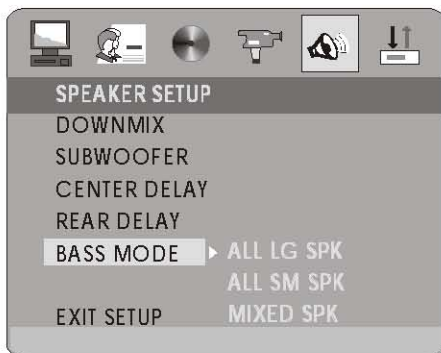 SPEAKER SETUP
DOWNMIX
SUBWOOFER
CENTER DELAY
REAR DELAY
BASS MODE ALL LG SPK
ALL SM SPK
EXIT SETUP MIXED SPK